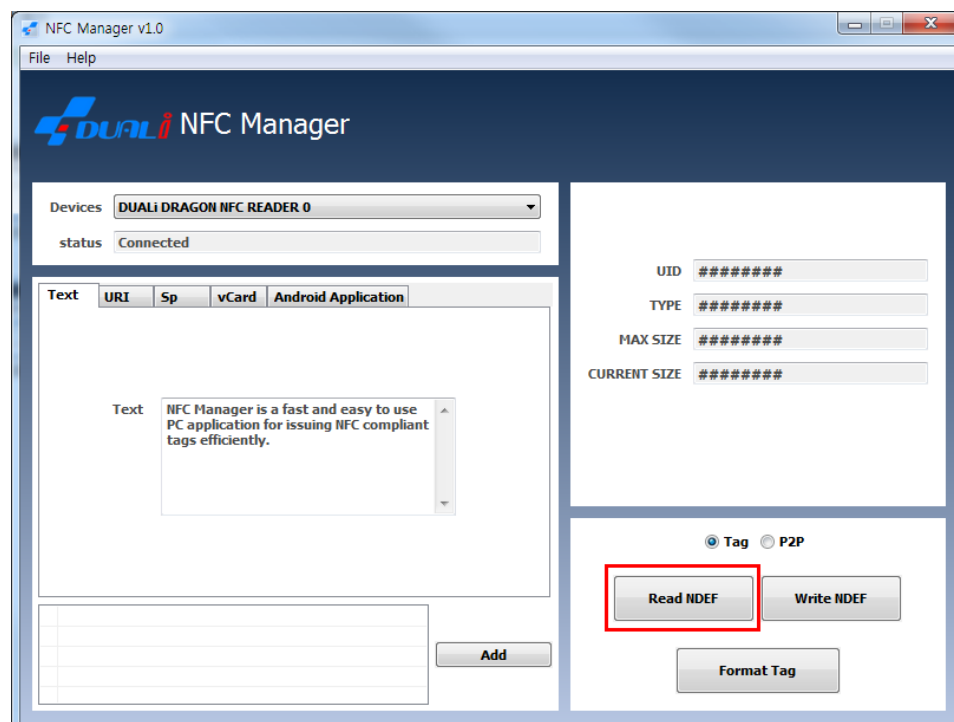 NFC Manager v1.0
File Help
DUALi NFC Manager
Devices DUALi DRAGON NFC READER 0
status Connected
Text URI Sp vCard Android Application
Text NFC Manager is a fast and easy to use
PC application for issuing NFC compliant
tags efficiently.
Add
UID ########
TYPE ########
MAX SIZE ########
CURRENT SIZE ########
Tag P2P
Read NDEF Write NDEF
Format Tag